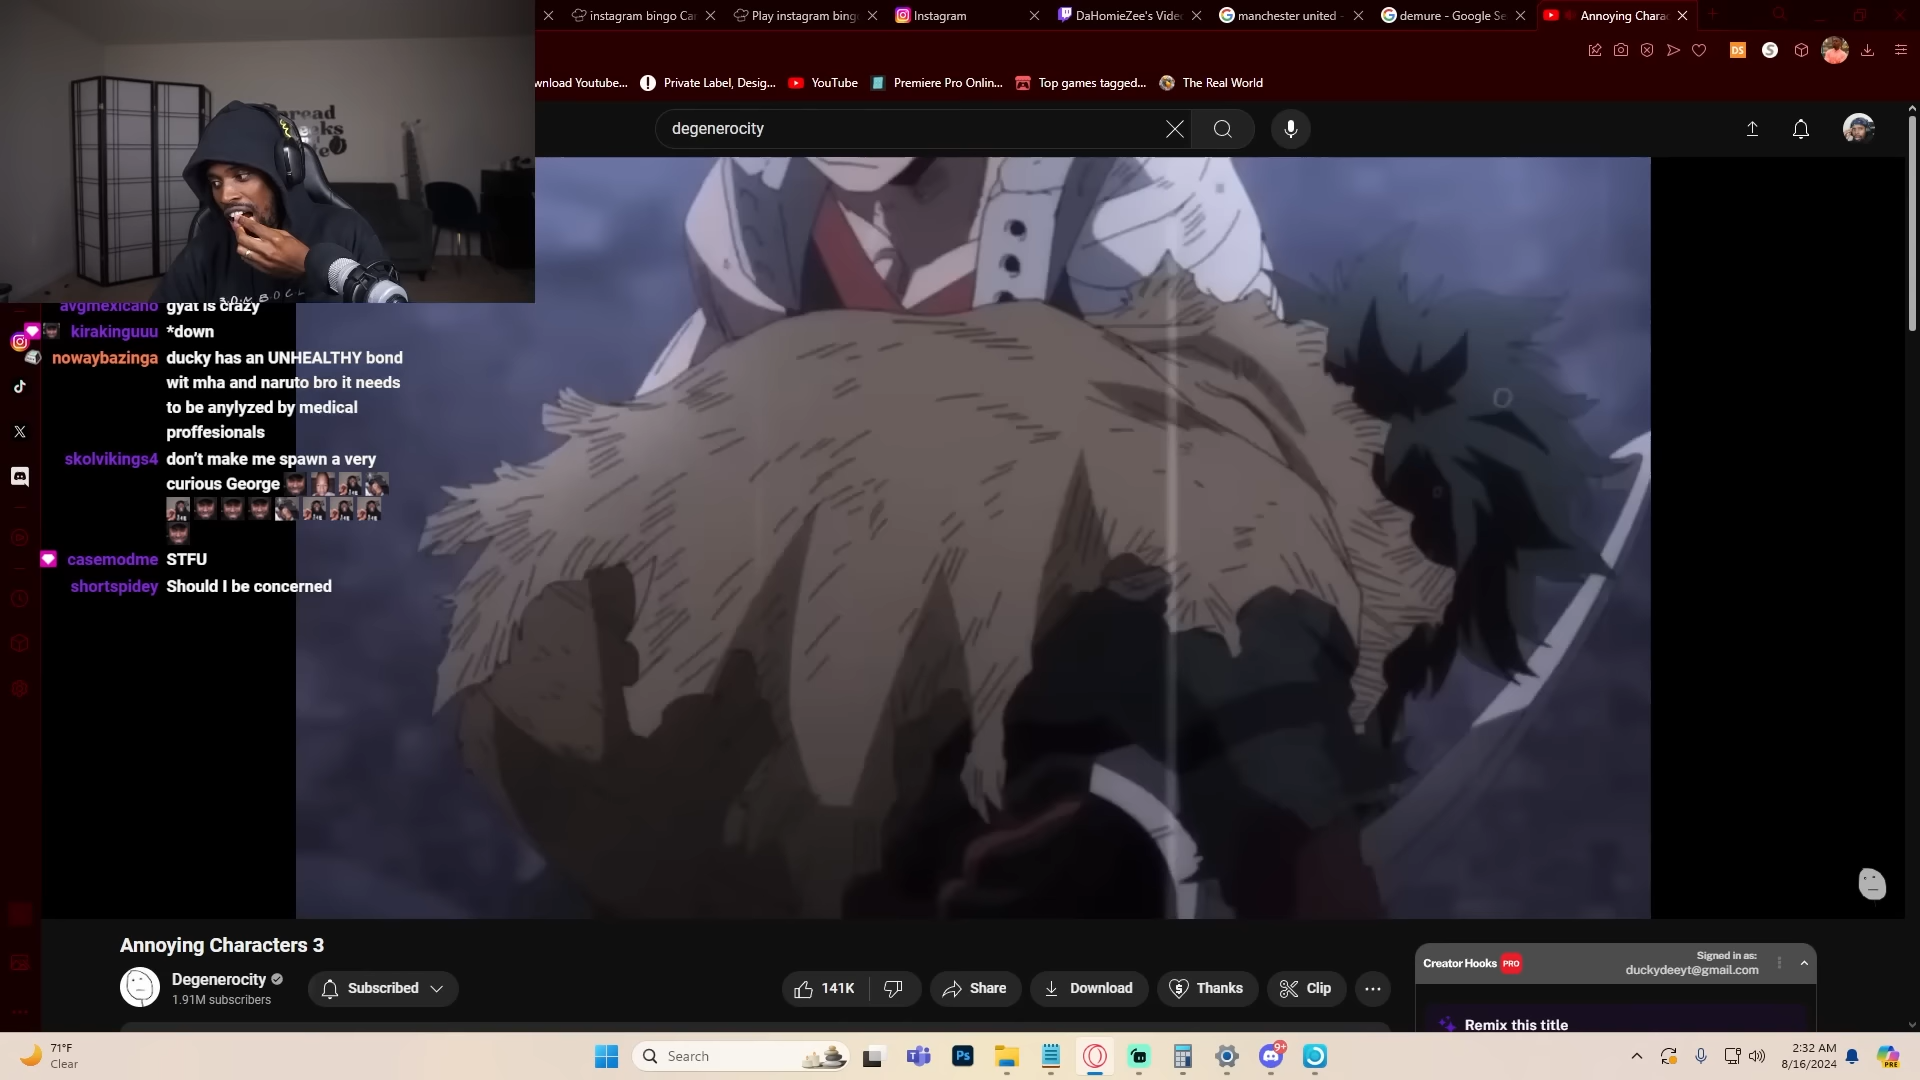 instagram bingo Ca
Play instagram bing
Instagram
DaHomieZee's Vide
manchester united -
demure - Google Se
Annoying Chara
wnload Youtube...
Private Label, Desig...
YouTube
Premiere Pro Onlin...
Top games tagged...
The Real World
DS
degenerocity
avgmexicano gyat is crazy
kirakinguuu *down
nowaybazinga ducky has an UNHEALTHY bond
wit mha and naruto bro it needs
to be anylyzed by medical
proffesionals
skolvikings4 don't make me spawn a very
curious George
casemodme STFU
shortspidey Should I be concerned
Annoying Characters 3
Degenerocity
1.91M subscribers
Subscribed
141K
Share
Download
Thanks
Clip
Creator Hooks PRO
Signed in as:
duckydeeyt@gmail.com
Remix this title
71°F
Clear
Search
Ps
9+
2:32 AM
8/16/2024
PRE